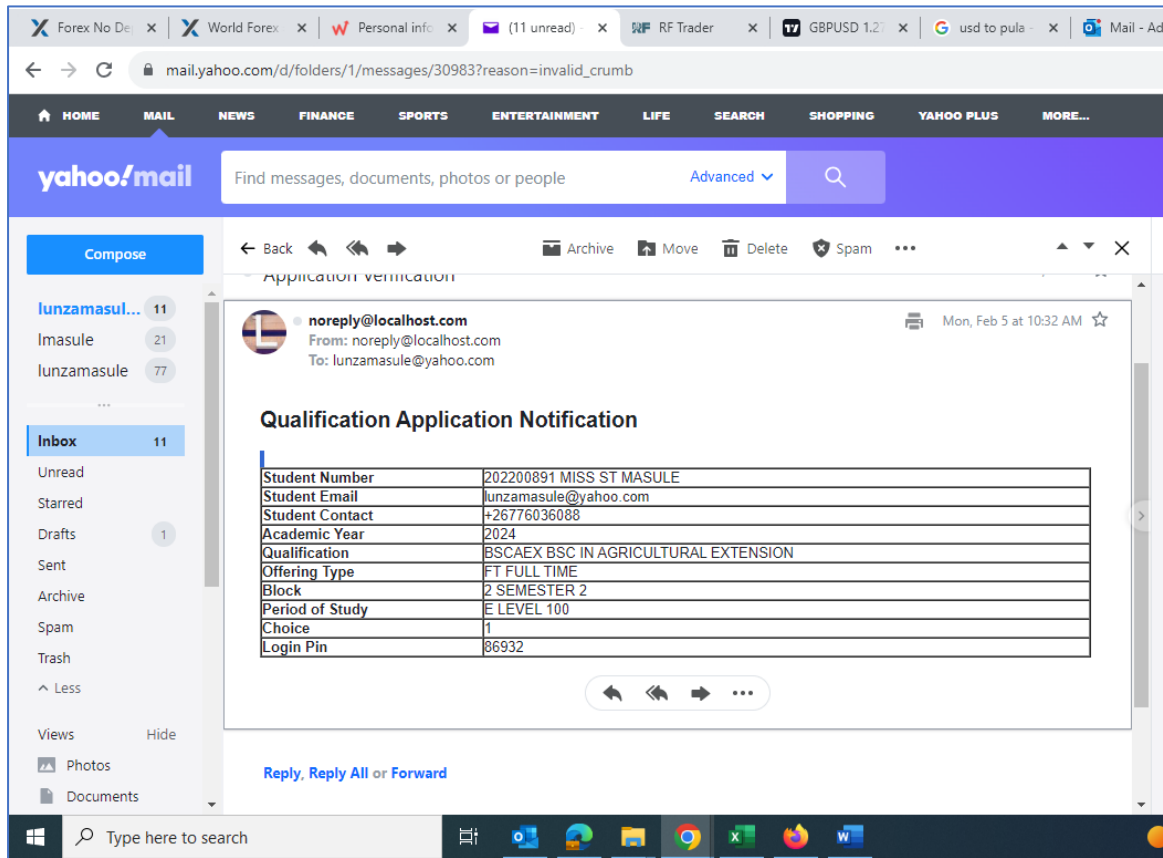 Forex No De
World Forex
Personal info
(11 unread) -
RF Trader
GBPUSD 1.27
usd to pula -
Mail - Ad
mail.yahoo.com/d/folders/1/messages/30983?reason=invalid_crumb
HOME MAIL NEWS FINANCE SPORTS ENTERTAINMENT LIFE SEARCH SHOPPING YAHOO PLUS MORE...
yahoo!mail
Find messages, documents, photos or people Advanced
Compose
Back Archive Move Delete Spam
Application Verification
lunzamasul... 11
lmasule 21
lunzamasule 77
Inbox 11
Unread
Starred
Drafts 1
Sent
Archive
Spam
Trash
Less
Views Hide
Photos
Documents
L
noreply@localhost.com Mon, Feb 5 at 10:32 AM
From: noreply@localhost.com
To: lunzamasule@yahoo.com
Qualification Application Notification
Student Number 202200891 MISS ST MASULE
Student Email lunzamasule@yahoo.com
Student Contact +26776036088
Academic Year 2024
Qualification BSCAEX BSC IN AGRICULTURAL EXTENSION
Offering Type FT FULL TIME
Block 2 SEMESTER 2
Period of Study E LEVEL 100
Choice 1
Login Pin 86932
Reply, Reply All or Forward
Type here to search